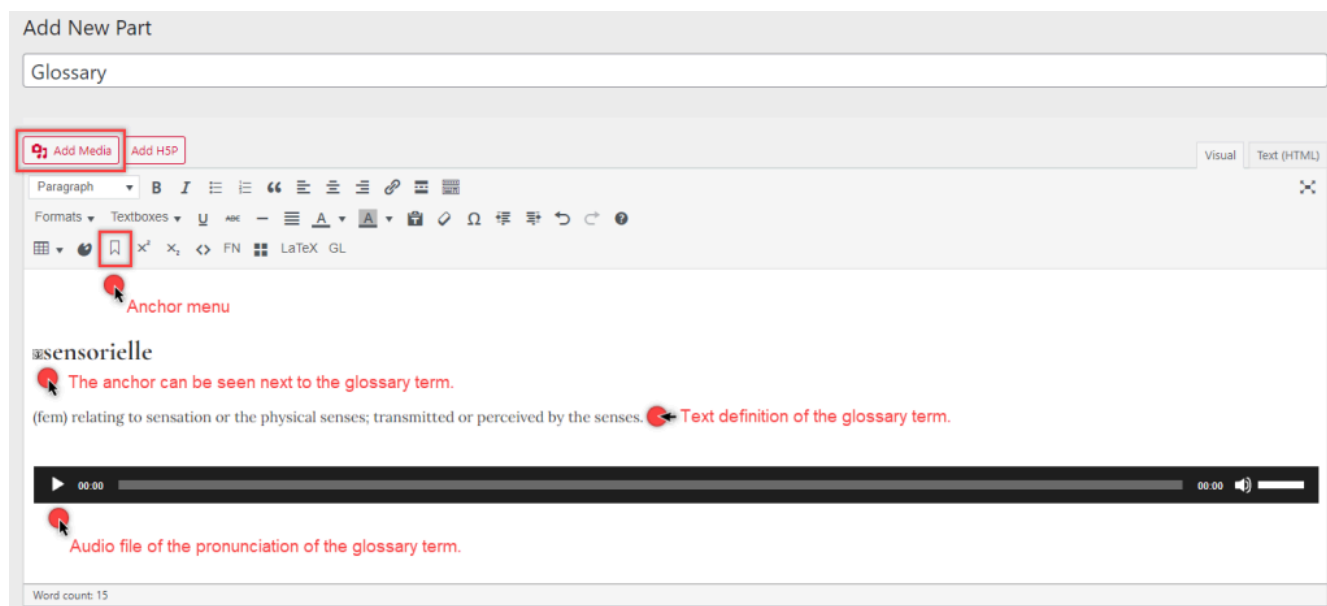 Add New Part
Glossary
Add Media Add H5P
Visual Text (HTML)
Paragraph B I
Formats Textboxes U ABC A A Ω
X² X₂ <> FN LaTeX GL
Anchor menu
sensorielle
The anchor can be seen next to the glossary term.
(fem) relating to sensation or the physical senses; transmitted or perceived by the senses. Text definition of the glossary term.
00:00 00:00
Audio file of the pronunciation of the glossary term.
Word count: 15